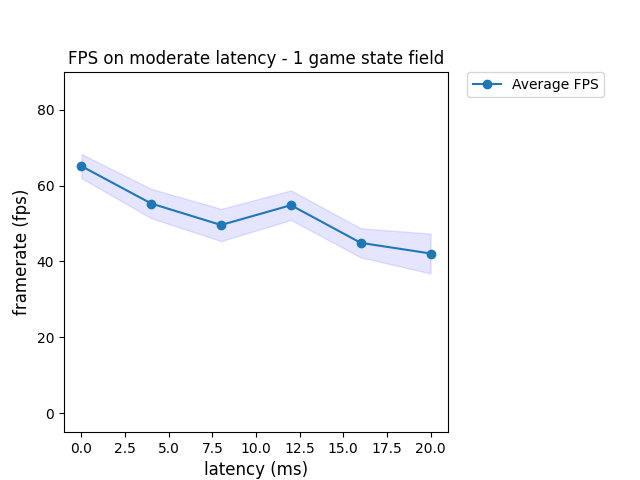 FPS on moderate latency - 1 game state field
Average FPS
80
60
40
20
0
framerate (fps)
0.0 2.5 5.0 7.5 10.0 12.5 15.0 17.5 20.0
latency (ms)